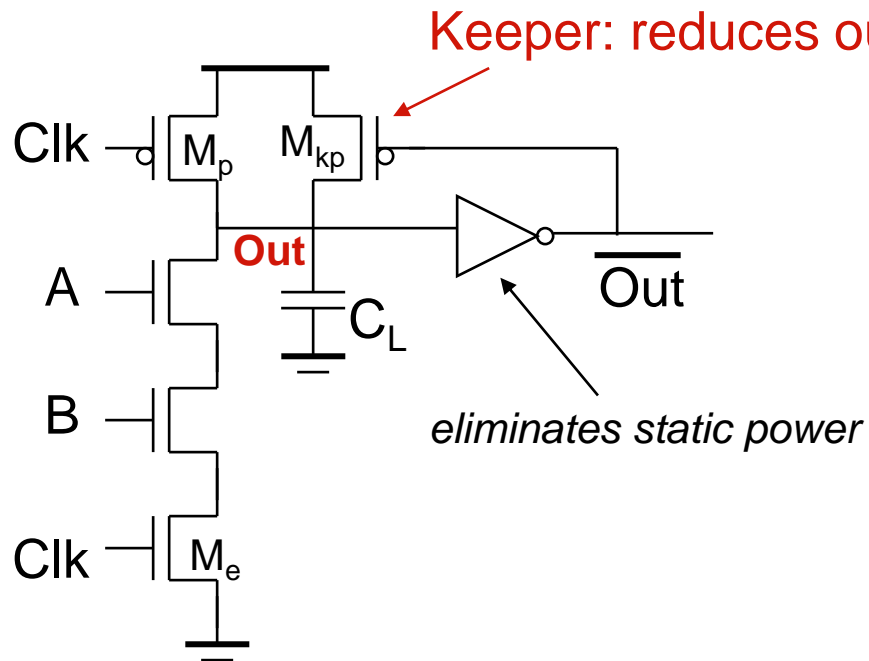 Keeper: reduces
Clk
Mp
Mkp
Out
A
CL
Out
B
eliminates static power
Clk
Me